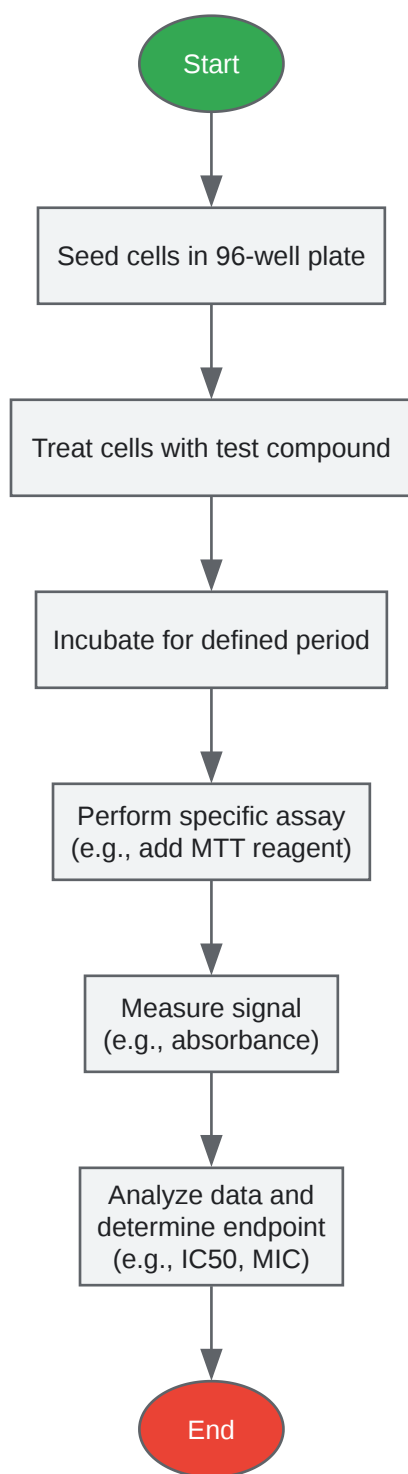 Start
Seed cells in 96-well plate
Treat cells with test compound
Incubate for defined period
Perform specific assay
(e.g., add MTT reagent)
Measure signal
(e.g., absorbance)
Analyze data and
determine endpoint
(e.g., IC50, MIC)
End